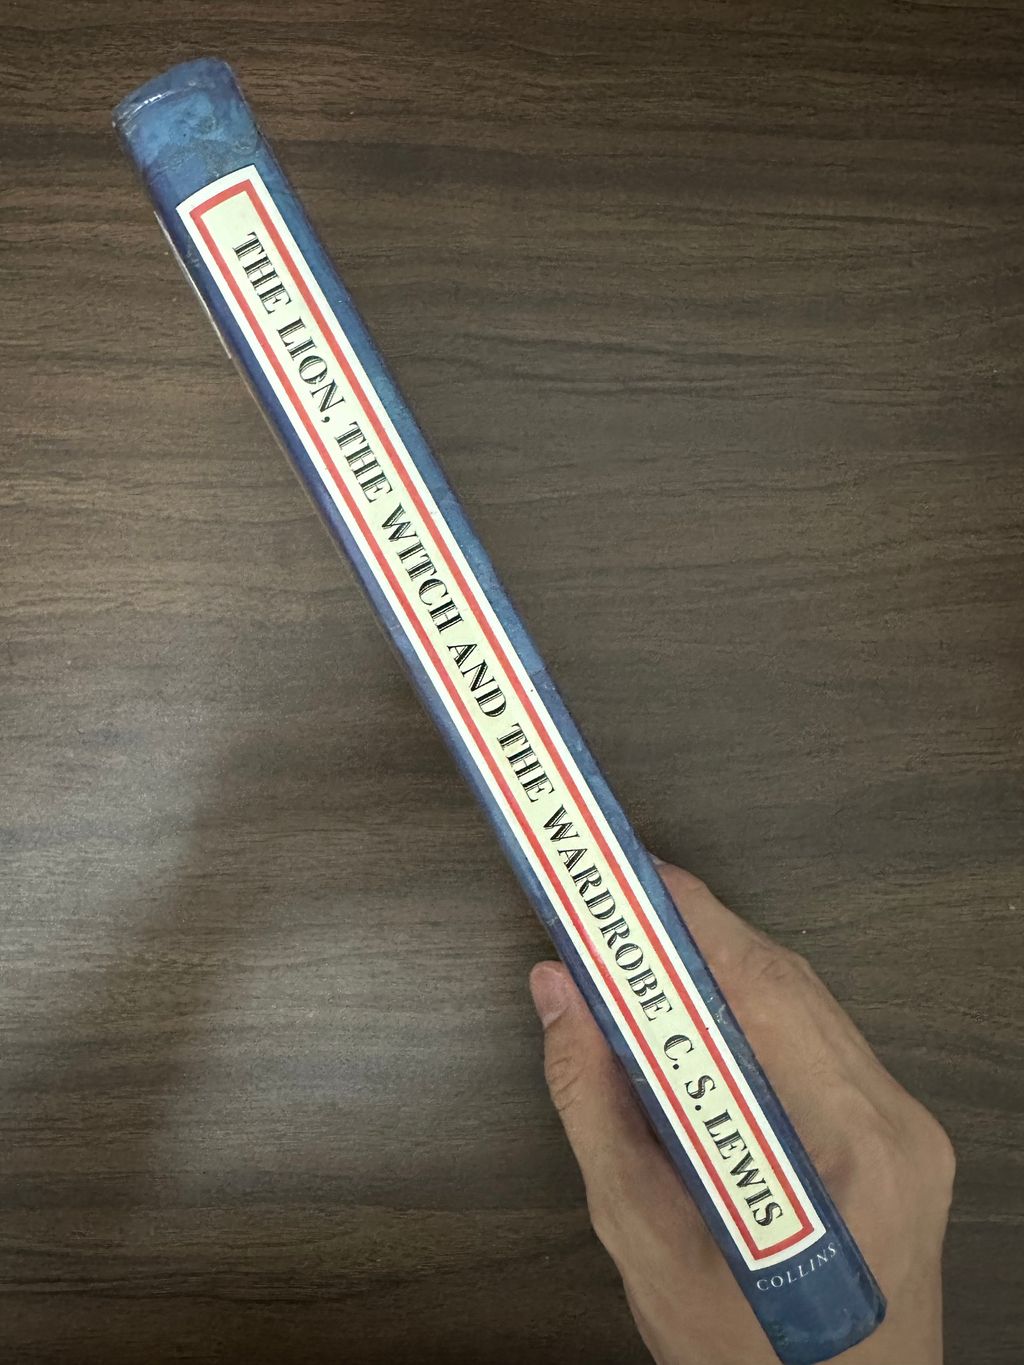 THE LION, THE WITCH AND THE WARDROBE C. S. LEWIS
COLLINS